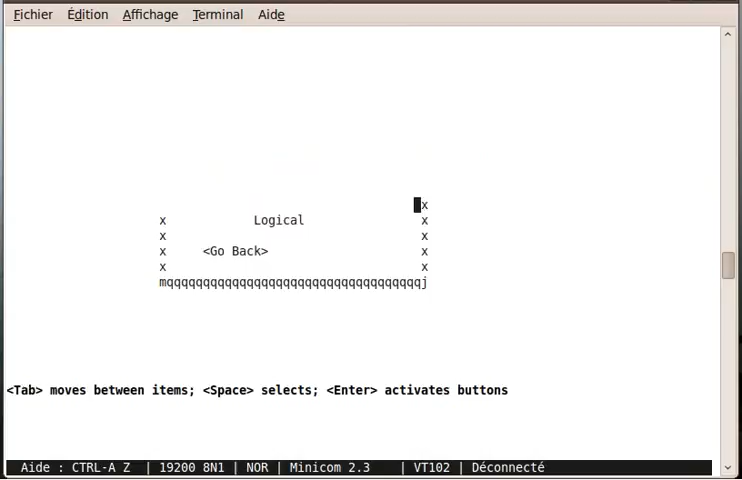 Fichier Édition Affichage Terminal Aide
x
x Logical x
x x
x <Go Back> x
x x
mqqqqqqqqqqqqqqqqqqqqqqqqqqqqqqqqqqqj
<Tab> moves between items; <Space> selects; <Enter> activates buttons
Aide : CTRL-A Z | 19200 8N1 | NOR | Minicom 2.3 | VT102 | Déconnecté